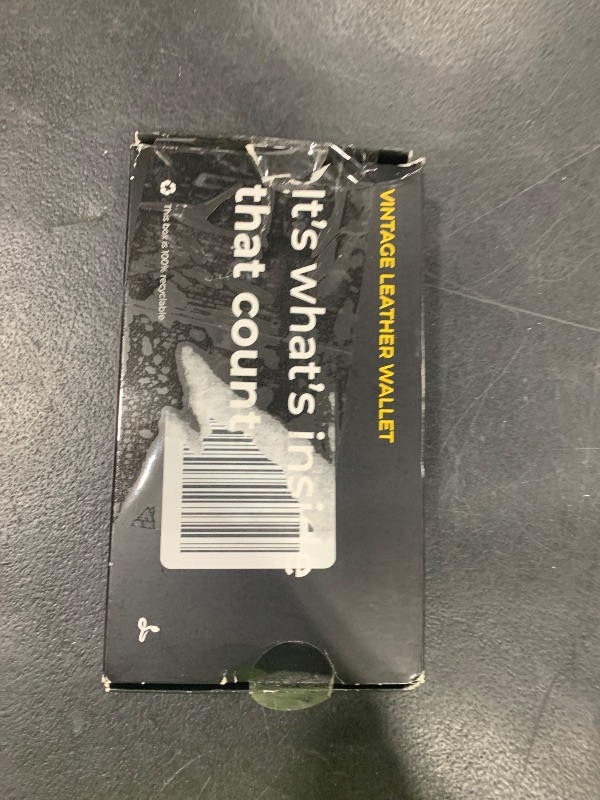 VINTAGE LEATHER WALLET
It's what's inside
that count
This box is 100% recyclable